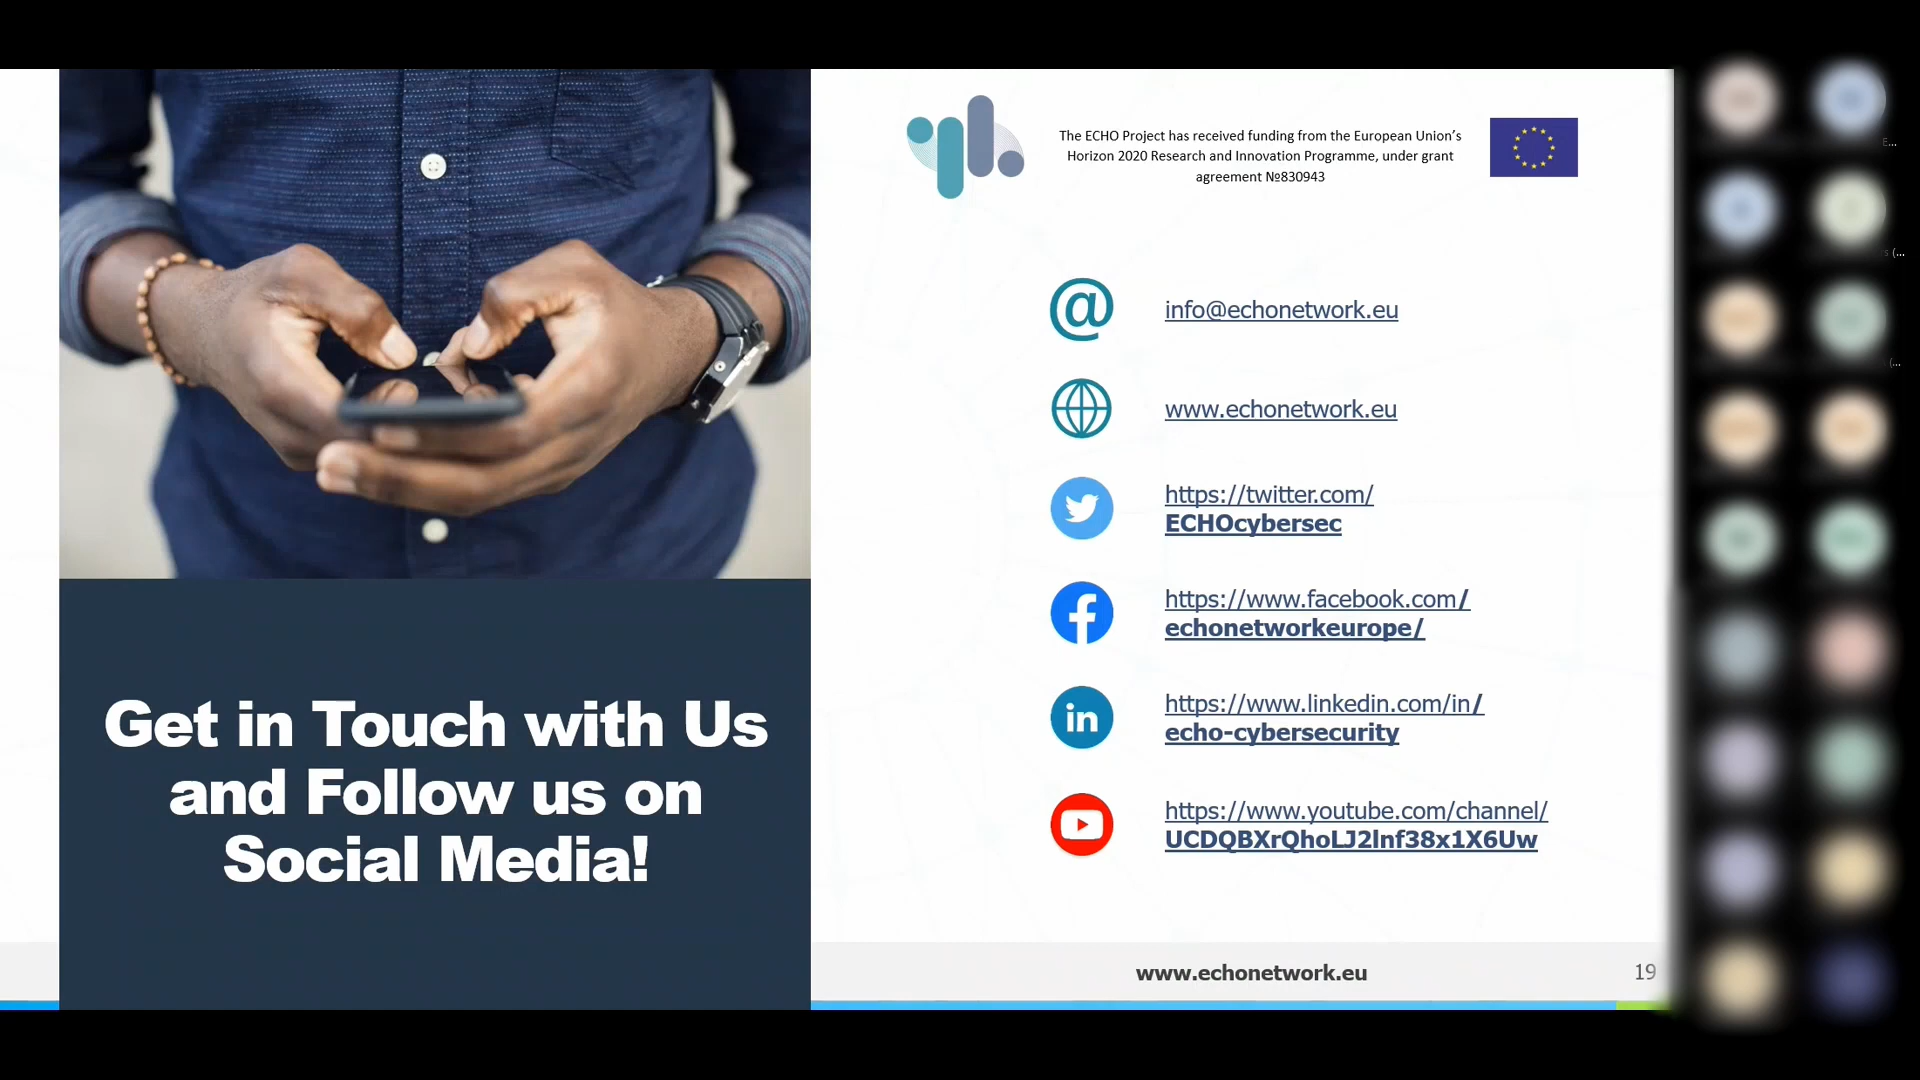 The ECHO Project has received funding from the European Union’s
Horizon 2020 Research and Innovation Programme, under grant
agreement №830943
info@echonetwork.eu
www.echonetwork.eu
https://twitter.com/
ECHOcybersec
https://www.facebook.com/
echonetworkeurope/
https://www.linkedin.com/in/
echo-cybersecurity
https://www.youtube.com/channel/
UCDQBXrQhoLJ2lnf38x1X6Uw
Get in Touch with Us
and Follow us on
Social Media!
www.echonetwork.eu
19